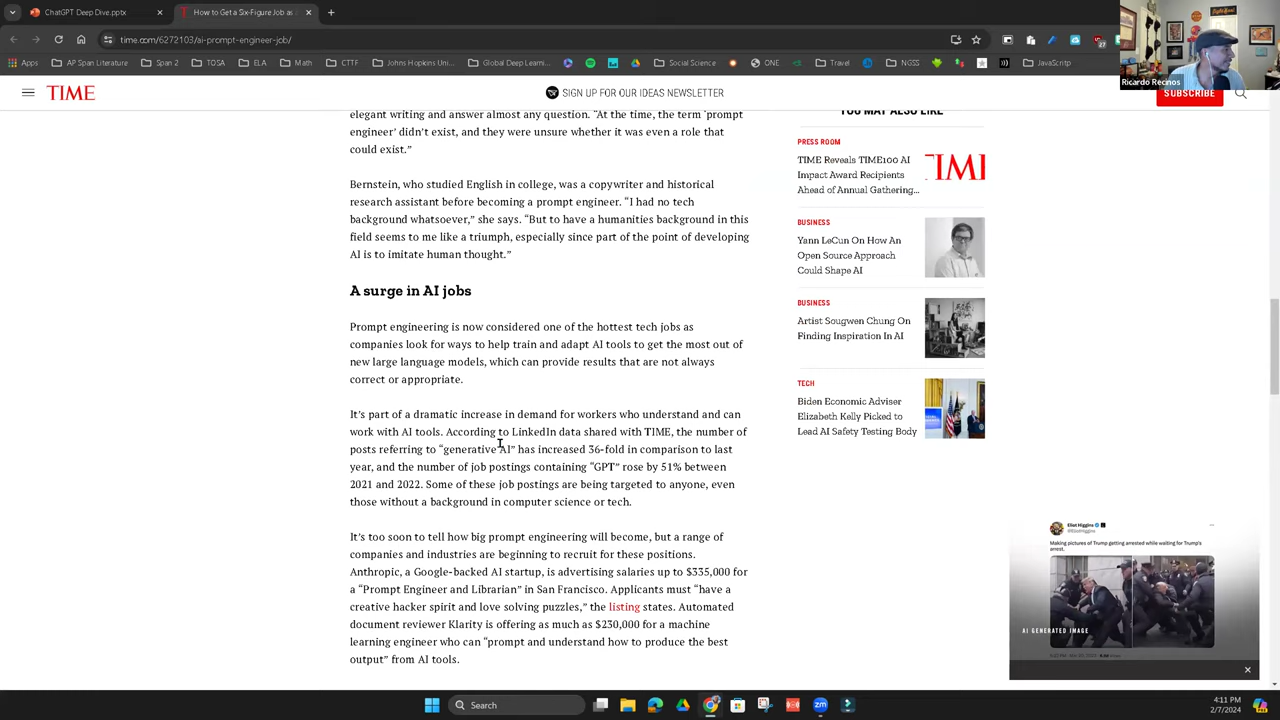 ChatGPT Deep Dive.pptx
How to Get a Six-Figure Job as
time.com/6272103/ai-prompt-engineer-job/
27
Apps
AP Span Literature
Span 2
TOSA
ELA
Math
CTTF
Johns Hopkins Uni...
Global Deep Learni...
Social Science
ONE
Travel
NGSS
JavaScritp
Ricardo Recinos
TIME
SIGN UP FOR OUR IDEAS NEWSLETTER
SUBSCRIBE
elegant writing and answer almost any question. “At the time, the term ‘prompt
engineer’ didn’t exist, and they were unsure whether it was even a role that
could exist.”
Bernstein, who studied English in college, was a copywriter and historical
research assistant before becoming a prompt engineer. “I had no tech
background whatsoever,” she says. “But to have a humanities background in this
field seems to me like a triumph, especially since part of the point of developing
AI is to imitate human thought.”
A surge in AI jobs
Prompt engineering is now considered one of the hottest tech jobs as
companies look for ways to help train and adapt AI tools to get the most out of
new large language models, which can provide results that are not always
correct or appropriate.
It’s part of a dramatic increase in demand for workers who understand and can
work with AI tools. According to LinkedIn data shared with TIME, the number of
posts referring to “generative AI” has increased 36-fold in comparison to last
year, and the number of job postings containing “GPT” rose by 51% between
2021 and 2022. Some of these job postings are being targeted to anyone, even
those without a background in computer science or tech.
It’s too soon to tell how big prompt engineering will become, but a range of
companies and industries are beginning to recruit for these positions.
Anthropic, a Google-backed AI startup, is advertising salaries up to $335,000 for
a “Prompt Engineer and Librarian” in San Francisco. Applicants must “have a
creative hacker spirit and love solving puzzles,” the listing states. Automated
document reviewer Klarity is offering as much as $230,000 for a machine
learning engineer who can “prompt and understand how to produce the best
output” from AI tools.
YOU MAY ALSO LIKE
PRESS ROOM
TIME Reveals TIME100 AI
Impact Award Recipients
Ahead of Annual Gathering...
TIME
BUSINESS
Yann LeCun On How An
Open Source Approach
Could Shape AI
BUSINESS
Artist Sougwen Chung On
Finding Inspiration In AI
TECH
Biden Economic Adviser
Elizabeth Kelly Picked to
Lead AI Safety Testing Body
Eliot Higgins
@EliotHiggins
Making pictures of Trump getting arrested while waiting for Trump's
arrest.
AI GENERATED IMAGE
Search
4:11 PM
2/7/2024